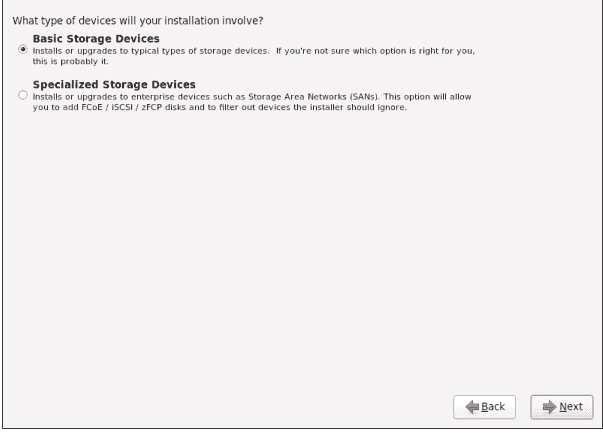 What type of devices will your installation involve?
Basic Storage Devices
Installs or upgrades to typical types of storage devices.  If you're not sure which option is right for you,
this is probably it.
Specialized Storage Devices
Installs or upgrades to enterprise devices such as Storage Area Networks (SANs). This option will allow
you to add FCoE / iSCSI / zFCP disks and to filter out devices the installer should ignore.
Back
Next